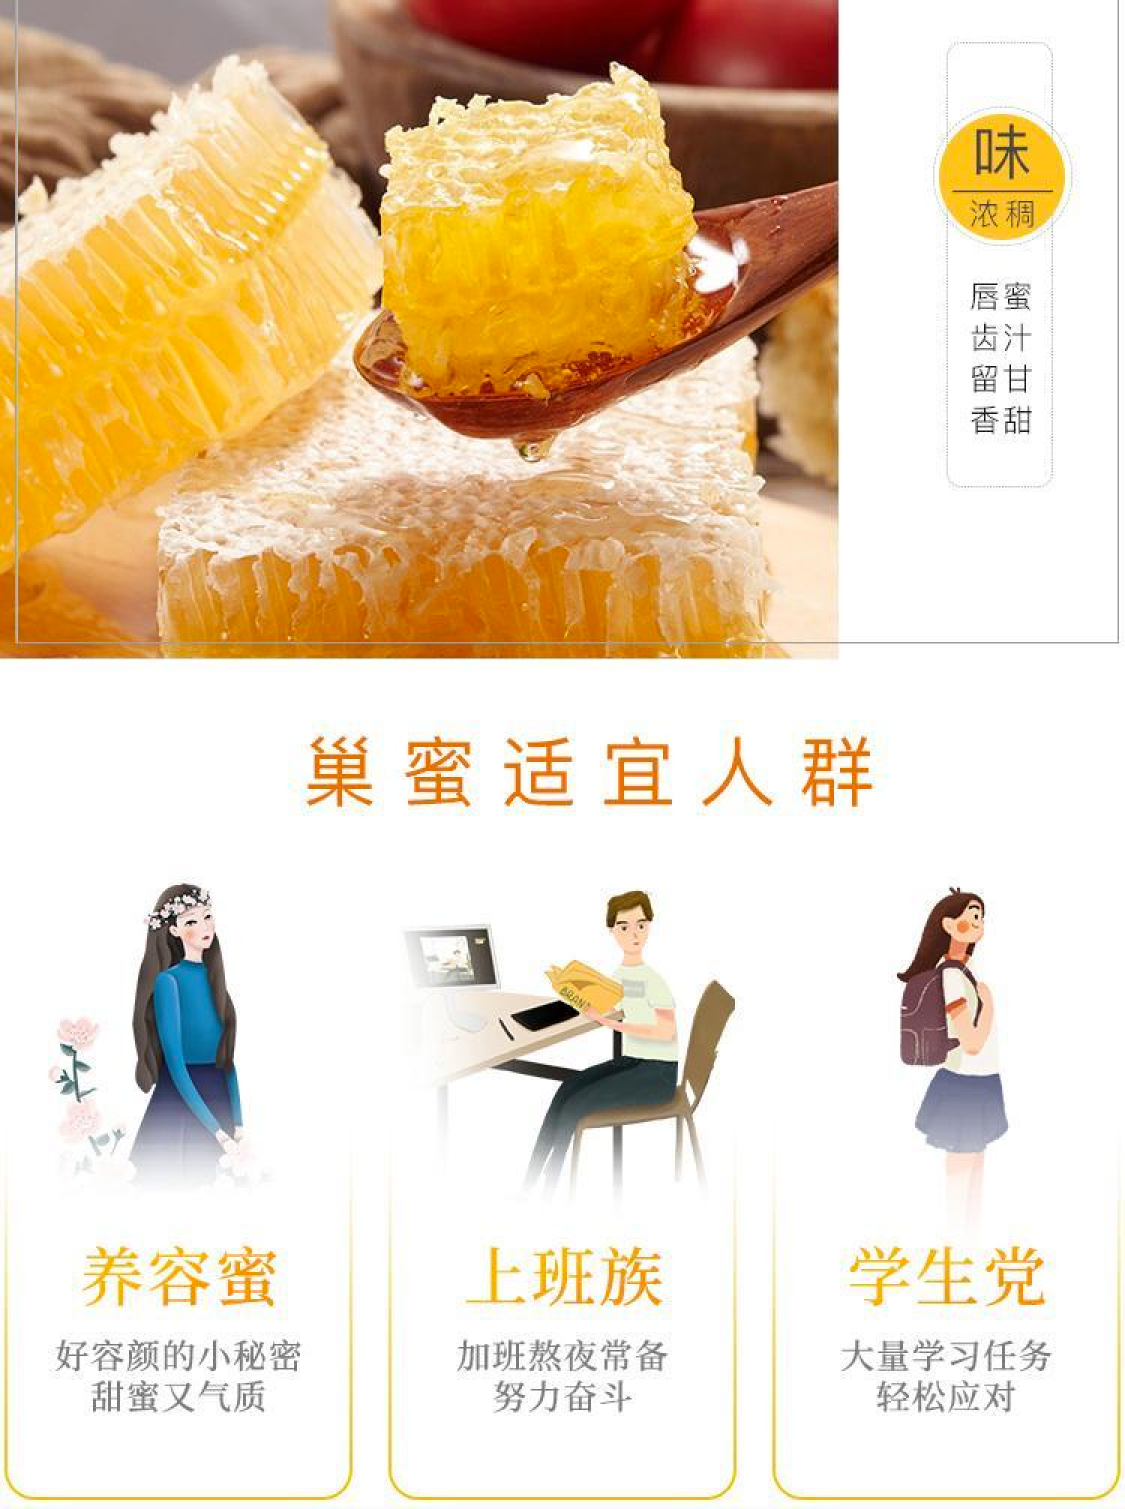 味
浓稠
蜜汁甘甜
唇齿留香
巢蜜适宜人群
BRAN
养容蜜
好容颜的小秘密
甜蜜又气质
上班族
加班熬夜常备
努力奋斗
学生党
大量学习任务
轻松应对